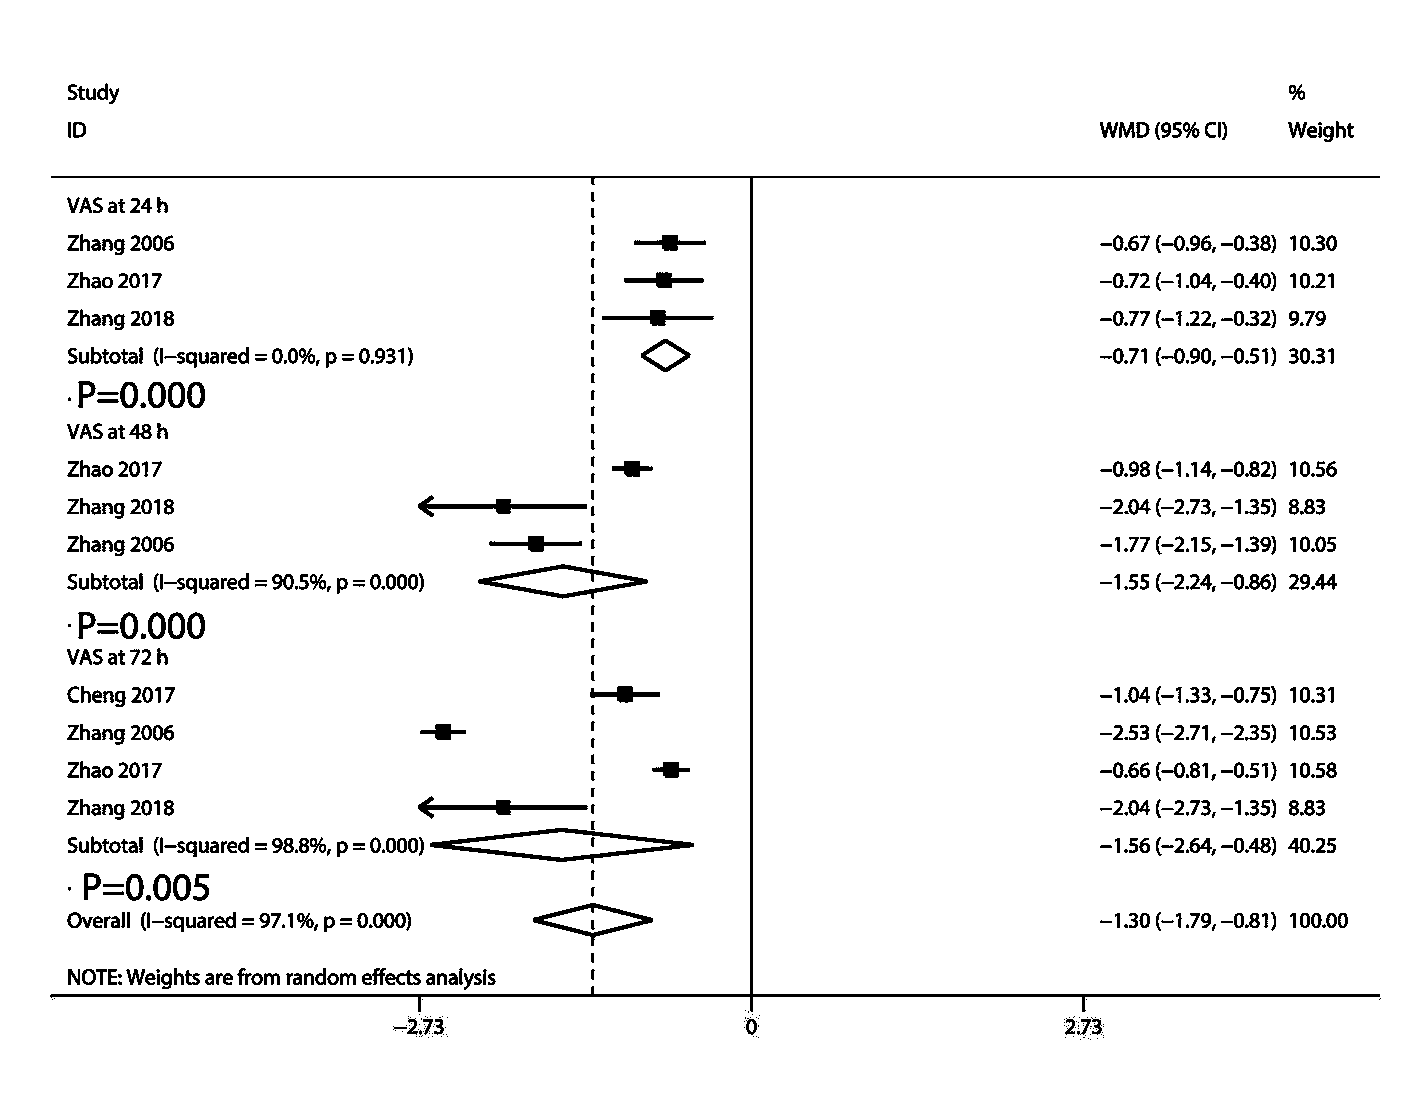 Study %
ID WMD (95% CI) Weight
VAS at 24 h
Zhang 2006 −0.67 (−0.96, −0.38) 10.30
Zhao 2017 −0.72 (−1.04, −0.40) 10.21
Zhang 2018 −0.77 (−1.22, −0.32) 9.79
Subtotal (I−squared = 0.0%, p = 0.931) −0.71 (−0.90, −0.51) 30.31
. P=0.000
VAS at 48 h
Zhao 2017 −0.98 (−1.14, −0.82) 10.56
Zhang 2018 −2.04 (−2.73, −1.35) 8.83
Zhang 2006 −1.77 (−2.15, −1.39) 10.05
Subtotal (I−squared = 90.5%, p = 0.000) −1.55 (−2.24, −0.86) 29.44
. P=0.000
VAS at 72 h
Cheng 2017 −1.04 (−1.33, −0.75) 10.31
Zhang 2006 −2.53 (−2.71, −2.35) 10.53
Zhao 2017 −0.66 (−0.81, −0.51) 10.58
Zhang 2018 −2.04 (−2.73, −1.35) 8.83
Subtotal (I−squared = 98.8%, p = 0.000) −1.56 (−2.64, −0.48) 40.25
. P=0.005
Overall (I−squared = 97.1%, p = 0.000) −1.30 (−1.79, −0.81) 100.00
NOTE: Weights are from random effects analysis
−2.73 0 2.73